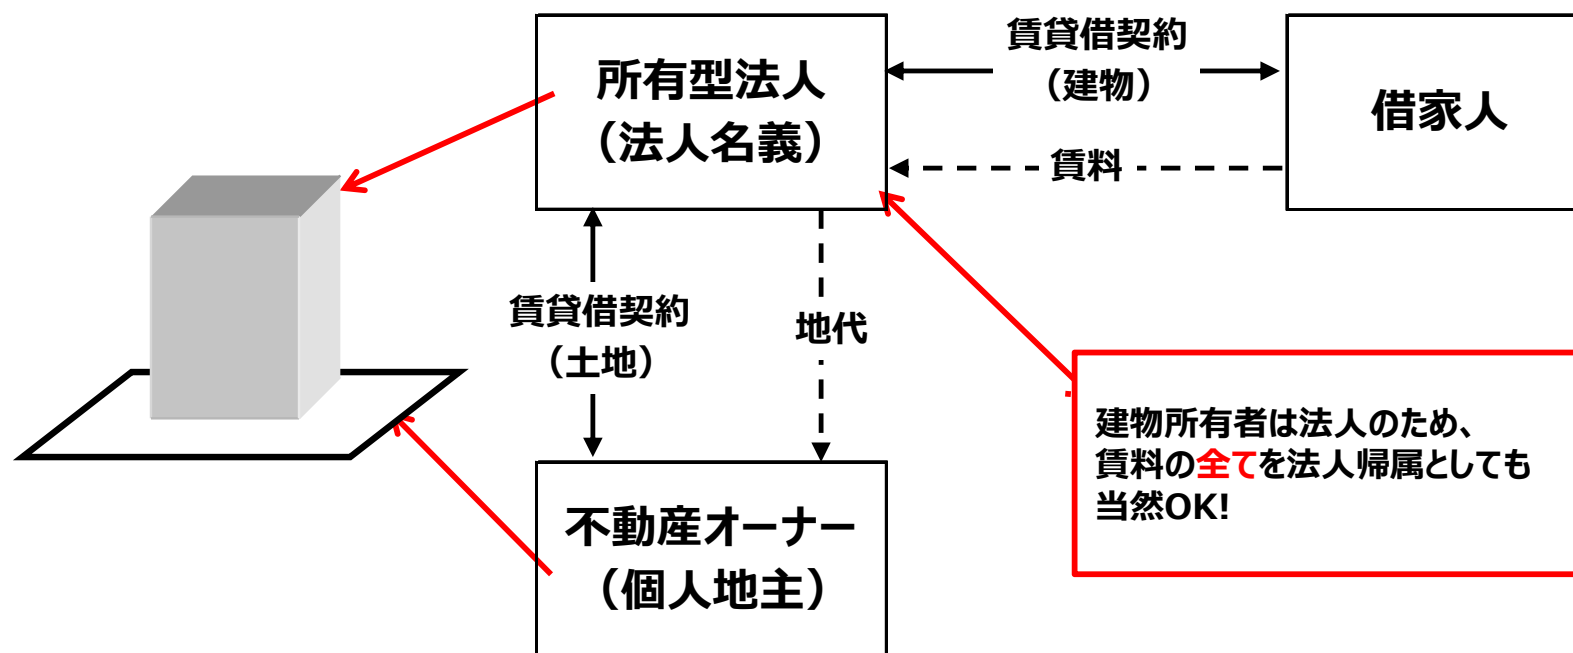 所有型法人
（法人名義）
賃貸借契約
（建物）
賃料
借家人
賃貸借契約
（土地）
地代
建物所有者は法人のため、
賃料の全てを法人帰属としても
当然OK!
不動産オーナー
（個人地主）